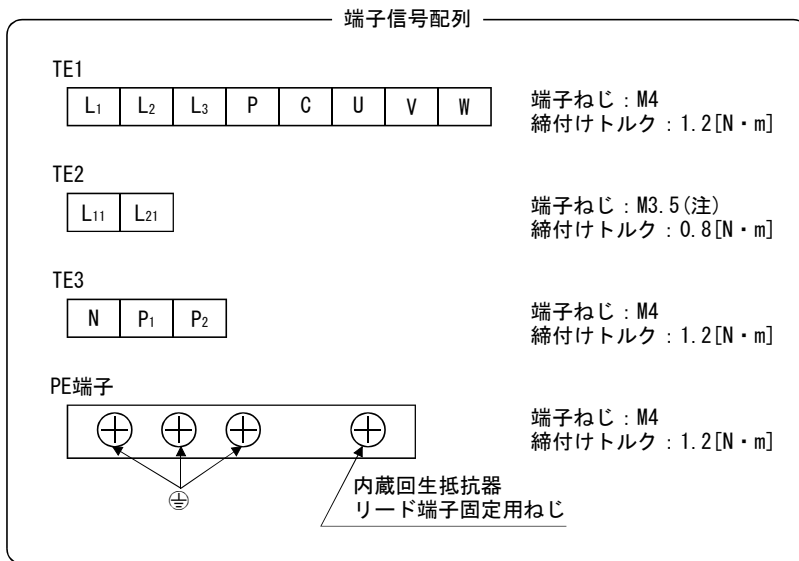 端子信号配列
TE1
L1 L2 L3 P C U V W
端子ねじ：M4
締付けトルク：1.2[N・m]
TE2
L11 L21
端子ねじ：M3.5(注)
締付けトルク：0.8[N・m]
TE3
N P1 P2
端子ねじ：M4
締付けトルク：1.2[N・m]
PE端子
端子ねじ：M4
締付けトルク：1.2[N・m]
内蔵回生抵抗器
リード端子固定用ねじ